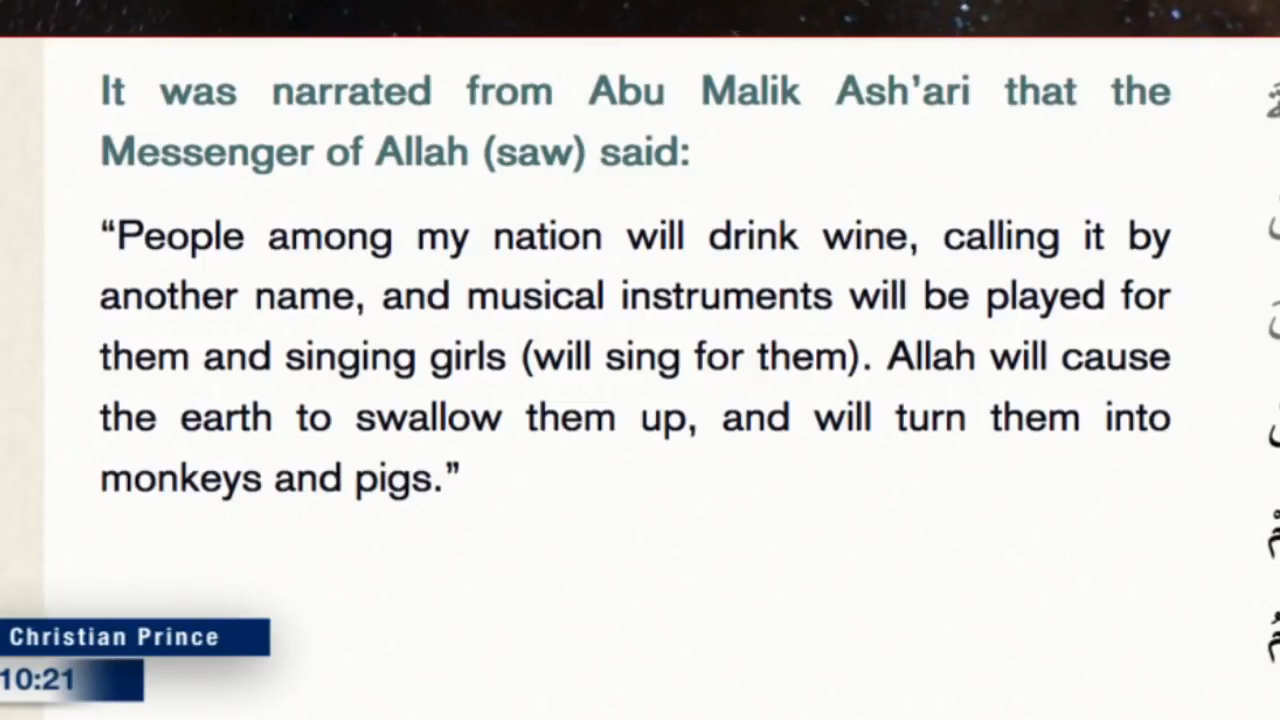 It was narrated from Abu Malik Ash'ari that the
Messenger of Allah (saw) said:
“People among my nation will drink wine, calling it by
another name, and musical instruments will be played for
them and singing girls (will sing for them). Allah will cause
the earth to swallow them up, and will turn them into
monkeys and pigs.”
Christian Prince
10:21